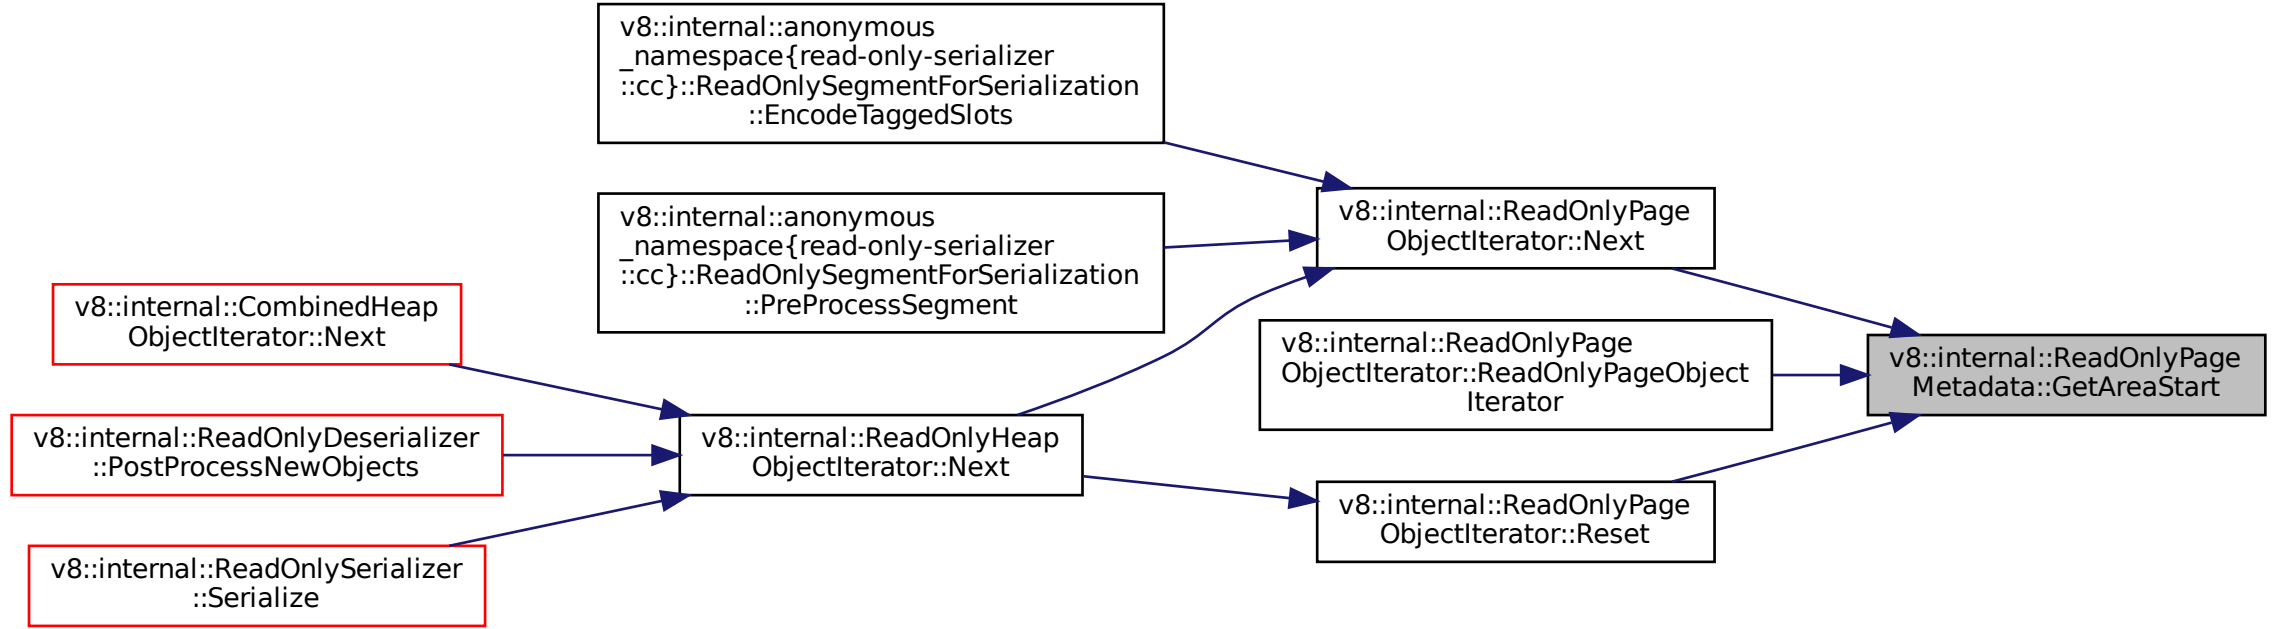 v8::internal::anonymous
_namespace{read-only-serializer
::cc}::ReadOnlySegmentForSerialization
::EncodeTaggedSlots
v8::internal::anonymous
_namespace{read-only-serializer
::cc}::ReadOnlySegmentForSerialization
::PreProcessSegment
v8::internal::CombinedHeap
ObjectIterator::Next
v8::internal::ReadOnlyDeserializer
::PostProcessNewObjects
v8::internal::ReadOnlySerializer
::Serialize
v8::internal::ReadOnlyHeap
ObjectIterator::Next
v8::internal::ReadOnlyPage
ObjectIterator::Next
v8::internal::ReadOnlyPage
ObjectIterator::ReadOnlyPageObject
Iterator
v8::internal::ReadOnlyPage
ObjectIterator::Reset
v8::internal::ReadOnlyPage
Metadata::GetAreaStart